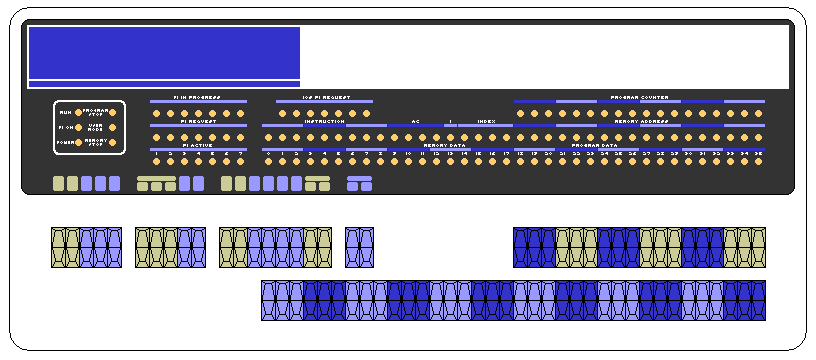 PI IN PROGRESS IOB PI REQUEST PROGRAM COUNTER
RUN PROGRAM STOP
PI REQUEST INSTRUCTION AC I INDEX MEMORY ADDRESS
PI ON USER MODE
PI ACTIVE MEMORY DATA PROGRAM DATA
POWER MEMORY STOP
1 2 3 4 5 6 7 0 1 2 3 4 5 6 7 8 9 10 11 12 13 14 15 16 17 18 19 20 21 22 23 24 25 26 27 28 29 30 31 32 33 34 35